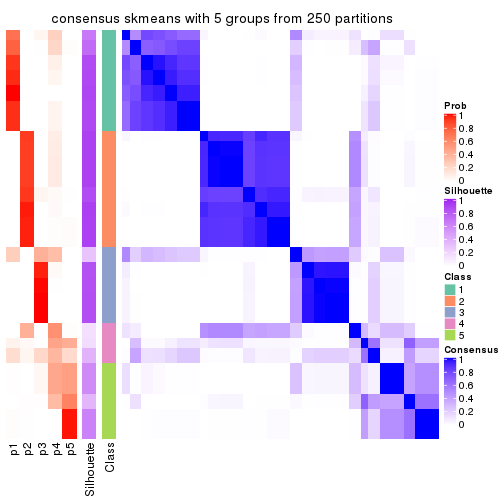 consensus skmeans with 5 groups from 250 partitions
Prob
1
0.8
0.6
0.4
0.2
0
Silhouette
1
0.8
0.6
0.4
0.2
0
Class
1
2
3
4
5
Consensus
1
0.8
0.6
0.4
0.2
0
p1
p2
p3
p4
p5
Silhouette
Class